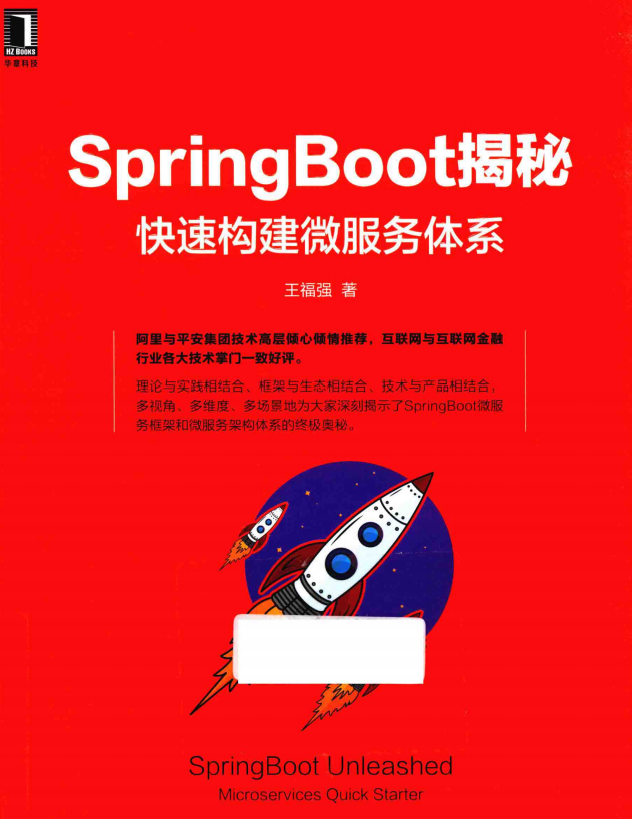 HZ BOOKS
华章科技
SpringBoot揭秘
快速构建微服务体系
王福强 著
阿里与平安集团技术高层倾心倾情推荐，互联网与互联网金融
行业各大技术掌门一致好评。
理论与实践相结合、框架与生态相结合、技术与产品相结合，
多视角、多维度、多场景地为大家深刻揭示了SpringBoot微服
务框架和微服务架构体系的终极奥秘。
SpringBoot Unleashed
Microservices Quick Starter